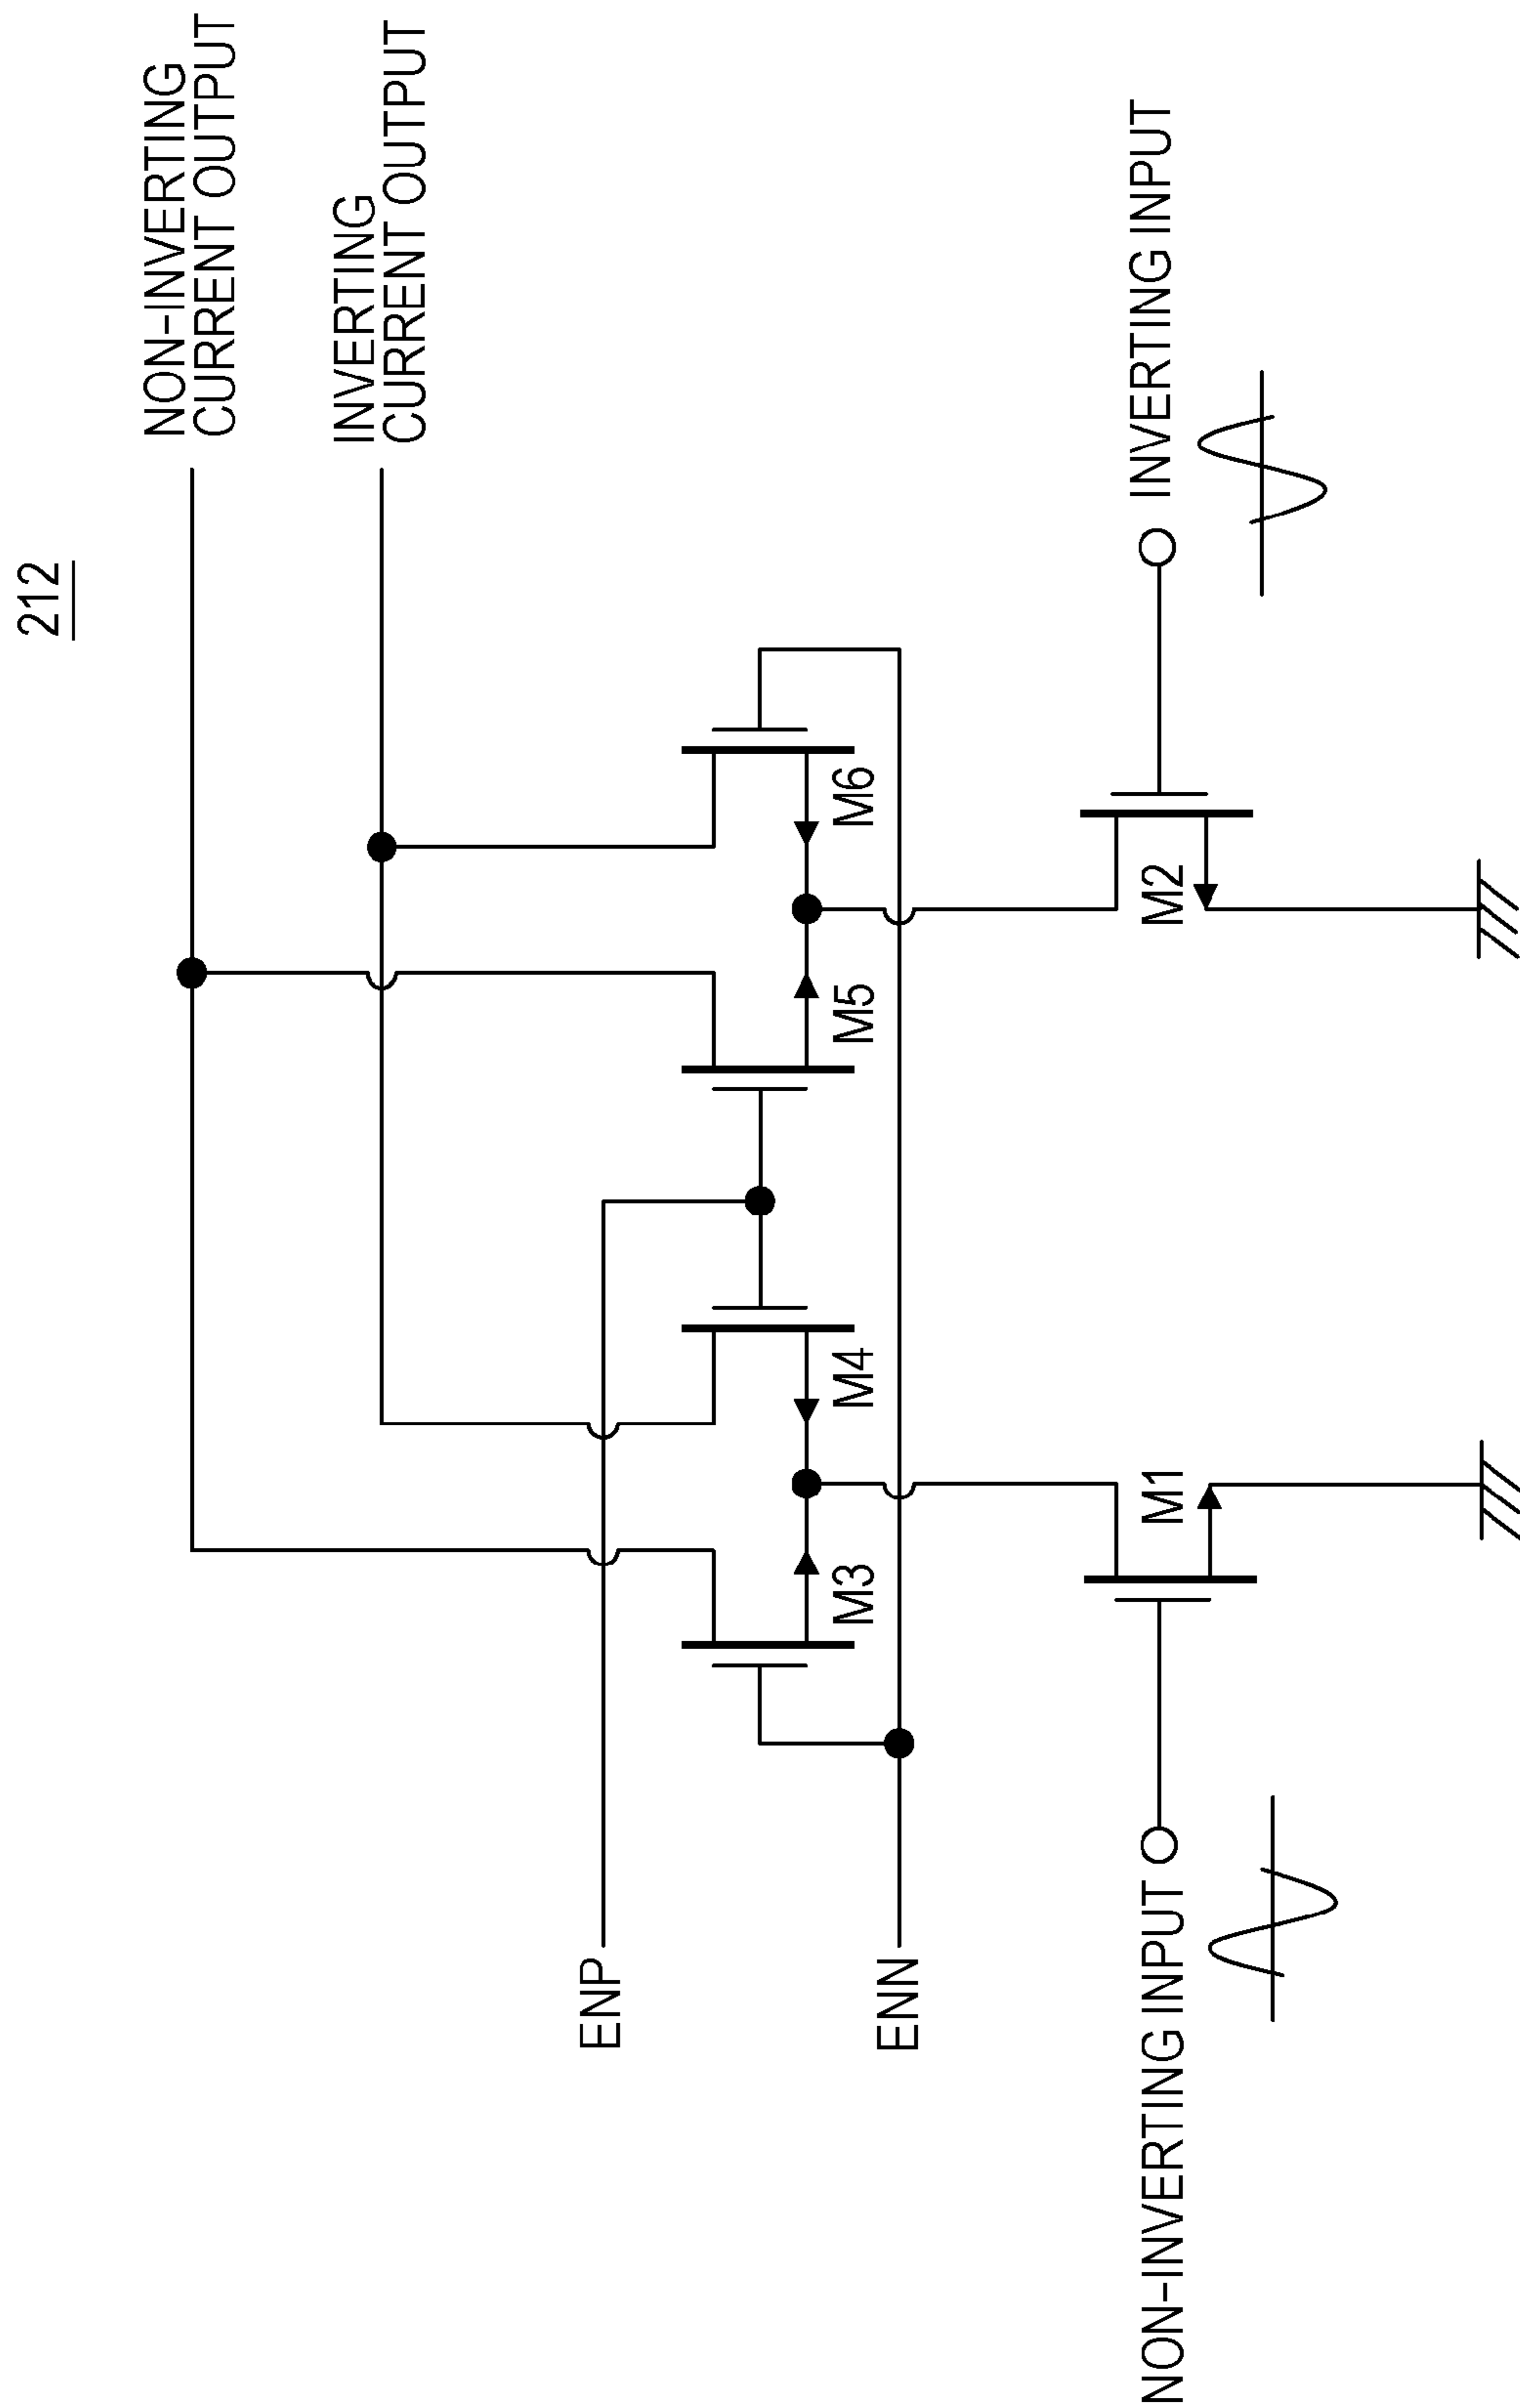 212
NON-INVERTING
CURRENT OUTPUT
INVERTING
CURRENT OUTPUT
ENP
M3
M4
M5
M6
ENN
NON-INVERTING INPUT
M1
M2
INVERTING INPUT